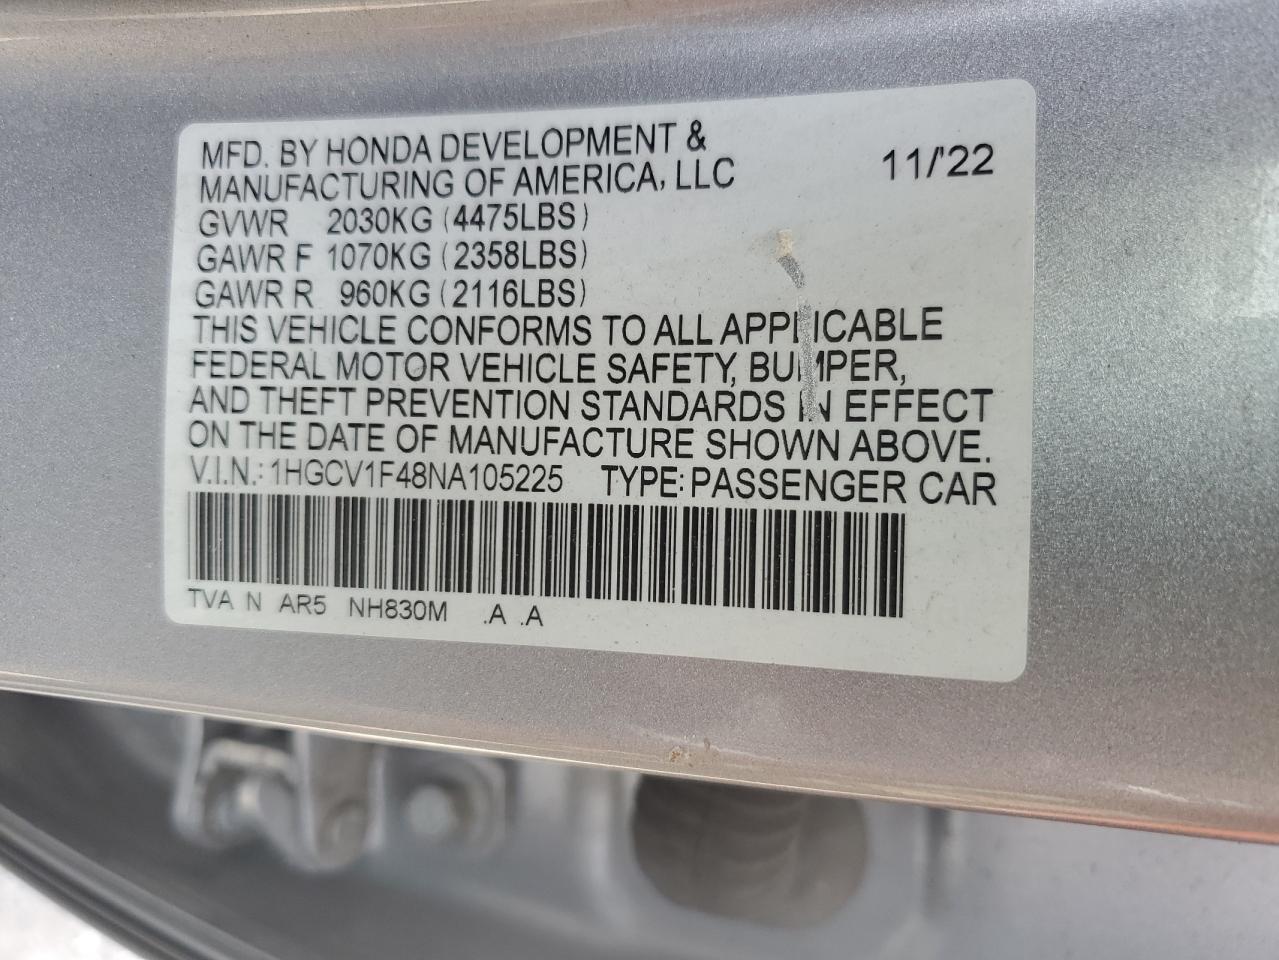 MFD. BY HONDA DEVELOPMENT &
MANUFACTURING OF AMERICA, LLC 11/'22
GVWR 2030KG (4475LBS)
GAWR F 1070KG (2358LBS)
GAWR R 960KG (2116LBS)
THIS VEHICLE CONFORMS TO ALL APPLICABLE
FEDERAL MOTOR VEHICLE SAFETY, BUMPER,
AND THEFT PREVENTION STANDARDS IN EFFECT
ON THE DATE OF MANUFACTURE SHOWN ABOVE.
V.I.N.: 1HGCV1F48NA105225 TYPE: PASSENGER CAR
TVA N AR5 NH830M .A .A